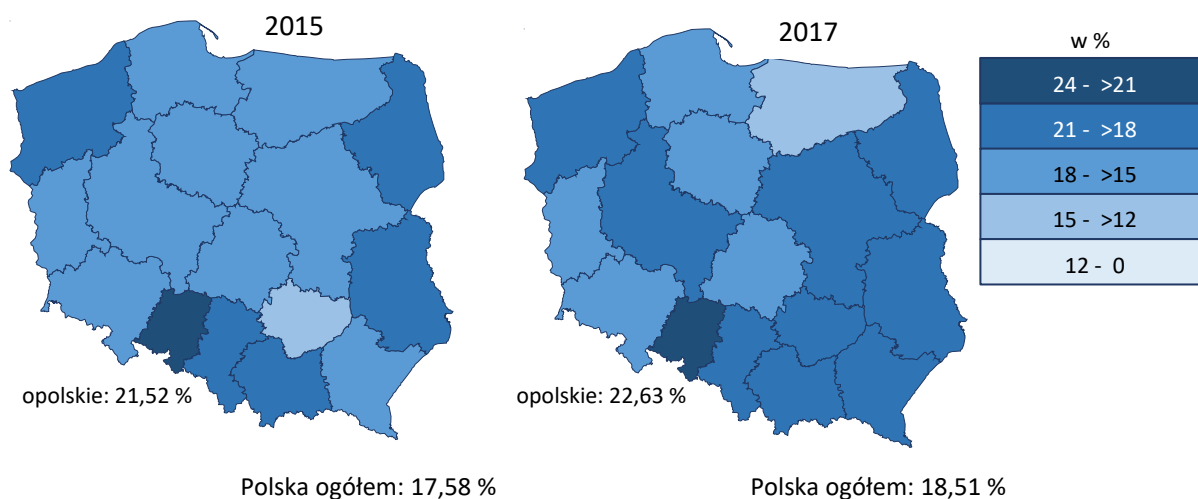 2015
2017
w %
24 - >21
21 - >18
18 - >15
15 - >12
12 - 0
opolskie: 21,52 %
opolskie: 22,63 %
Polska ogółem: 17,58 %
Polska ogółem: 18,51 %